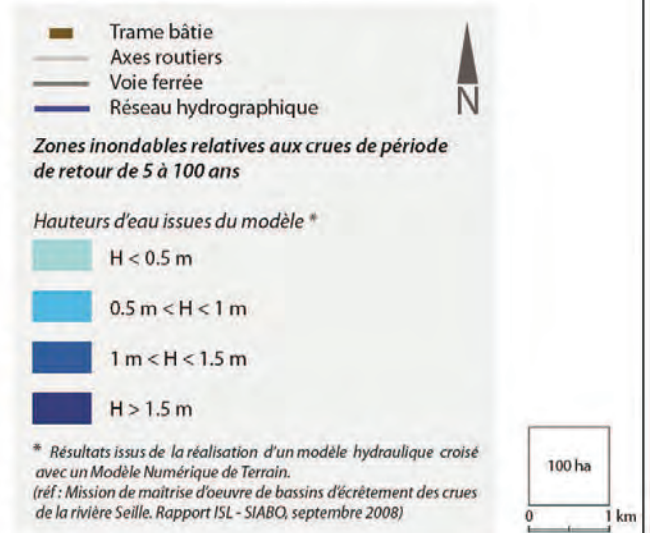 Trame bâtie
Axes routiers
Voie ferrée
Réseau hydrographique
N
Zones inondables relatives aux crues de période
de retour de 5 à 100 ans
Hauteurs d'eau issues du modèle *
H < 0.5 m
0.5 m < H < 1 m
1 m < H < 1.5 m
H > 1.5 m
* Résultats issus de la réalisation d'un modèle hydraulique croisé
avec un Modèle Numérique de Terrain.
(réf : Mission de maîtrise d'oeuvre de bassins d'écrêtement des crues
de la rivière Seille. Rapport ISL - SIABO, septembre 2008)
100 ha
0 1 km